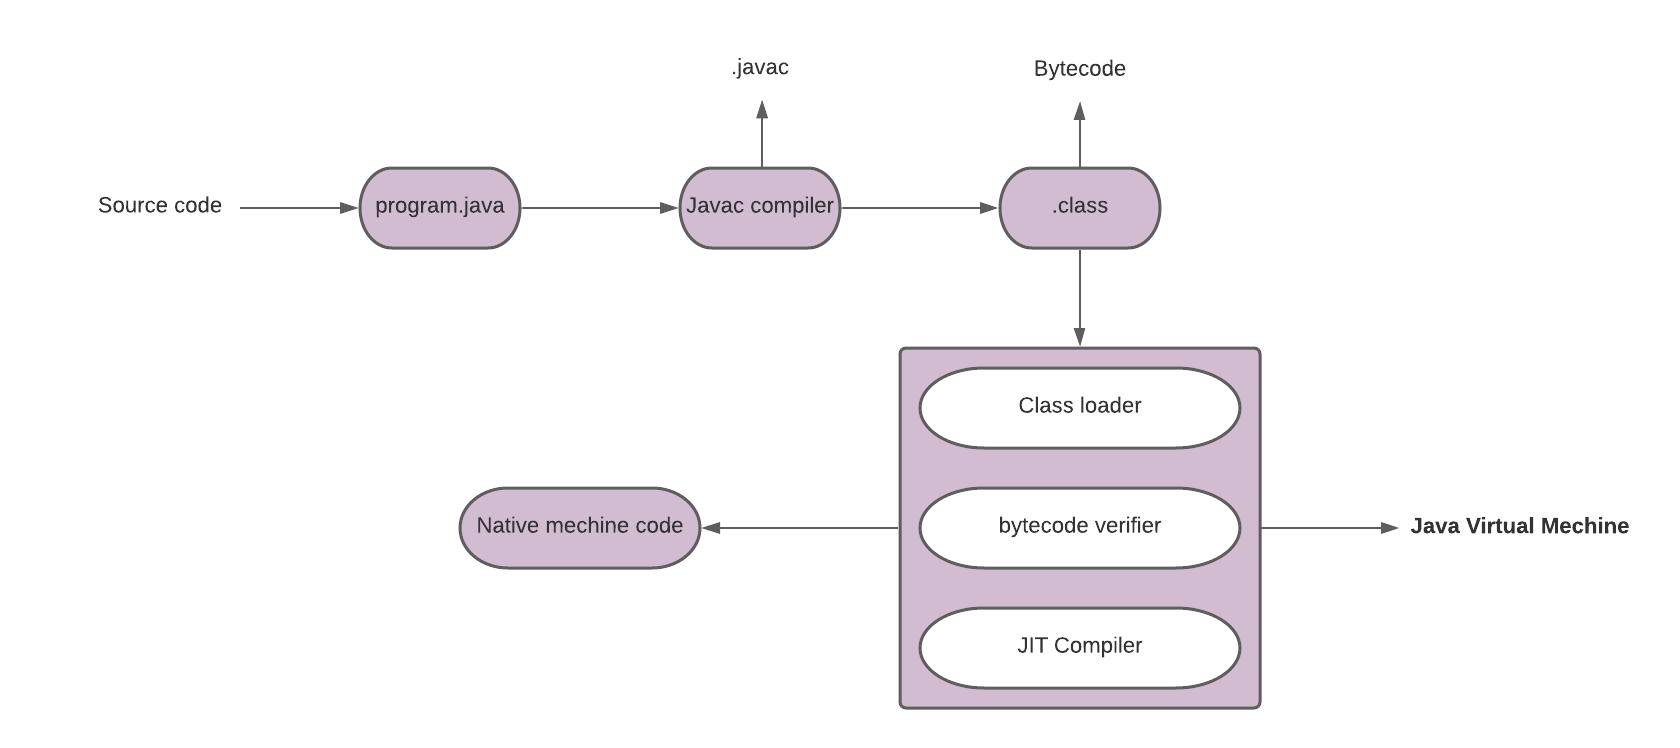 .javac
Bytecode
Source code
program.java
Javac compiler
.class
Class loader
Native mechine code
bytecode verifier
Java Virtual Mechine
JIT Compiler